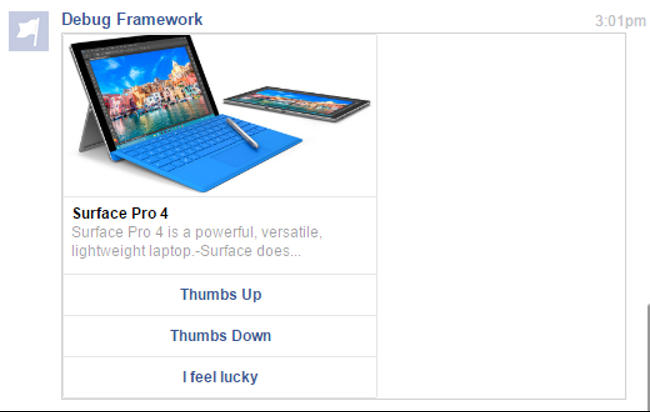 Debug Framework
3:01pm
Surface Pro 4
Surface Pro 4 is a powerful, versatile,
lightweight laptop.-Surface does...
Thumbs Up
Thumbs Down
I feel lucky